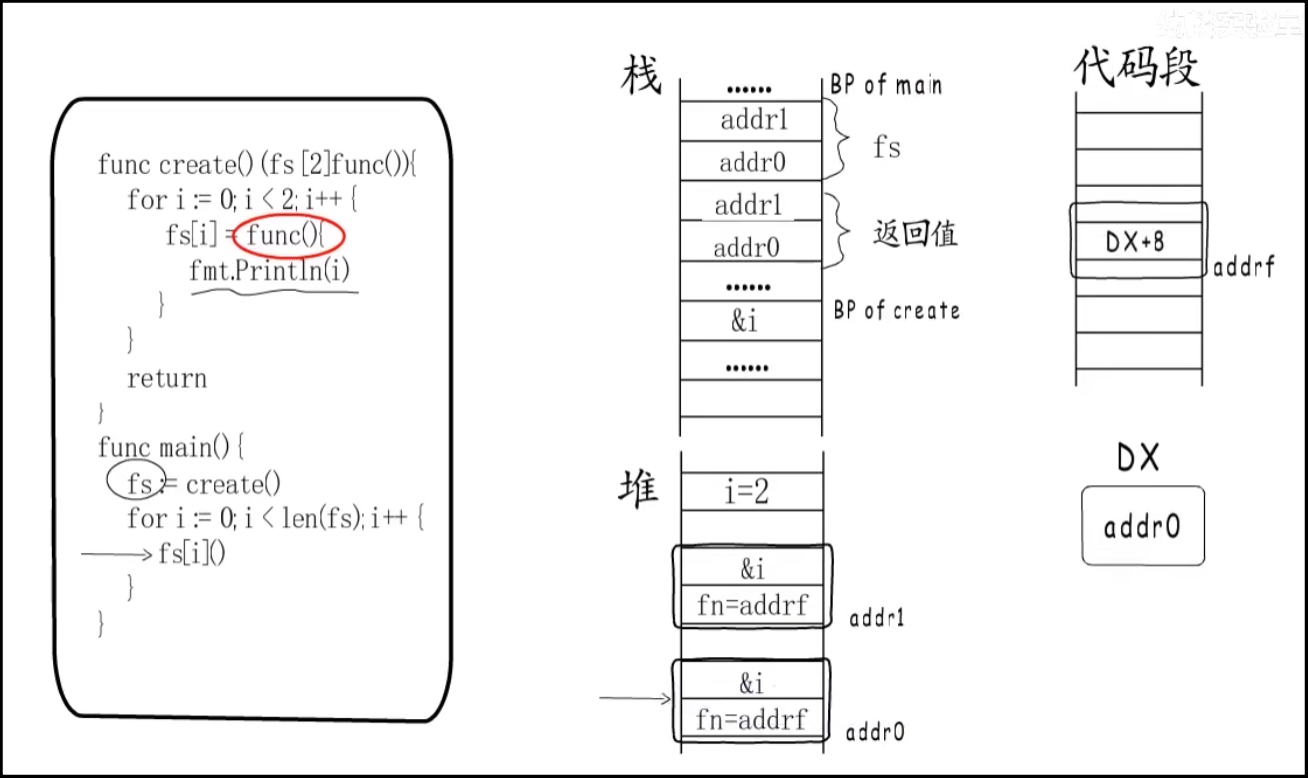 func create() (fs [2]func()){
for i := 0; i < 2; i++ {
fs[i] = func(){
fmt.Println(i)
}
}
return
}
func main() {
fs := create()
for i := 0; i < len(fs); i++ {
fs[i]()
}
}
栈
...... BP of main
addr1
addr0
fs
addr1
addr0
返回值
......
&i BP of create
......
堆
i=2
&i
fn=addrf addr1
&i
fn=addrf addr0
代码段
DX+8
addrf
DX
addr0